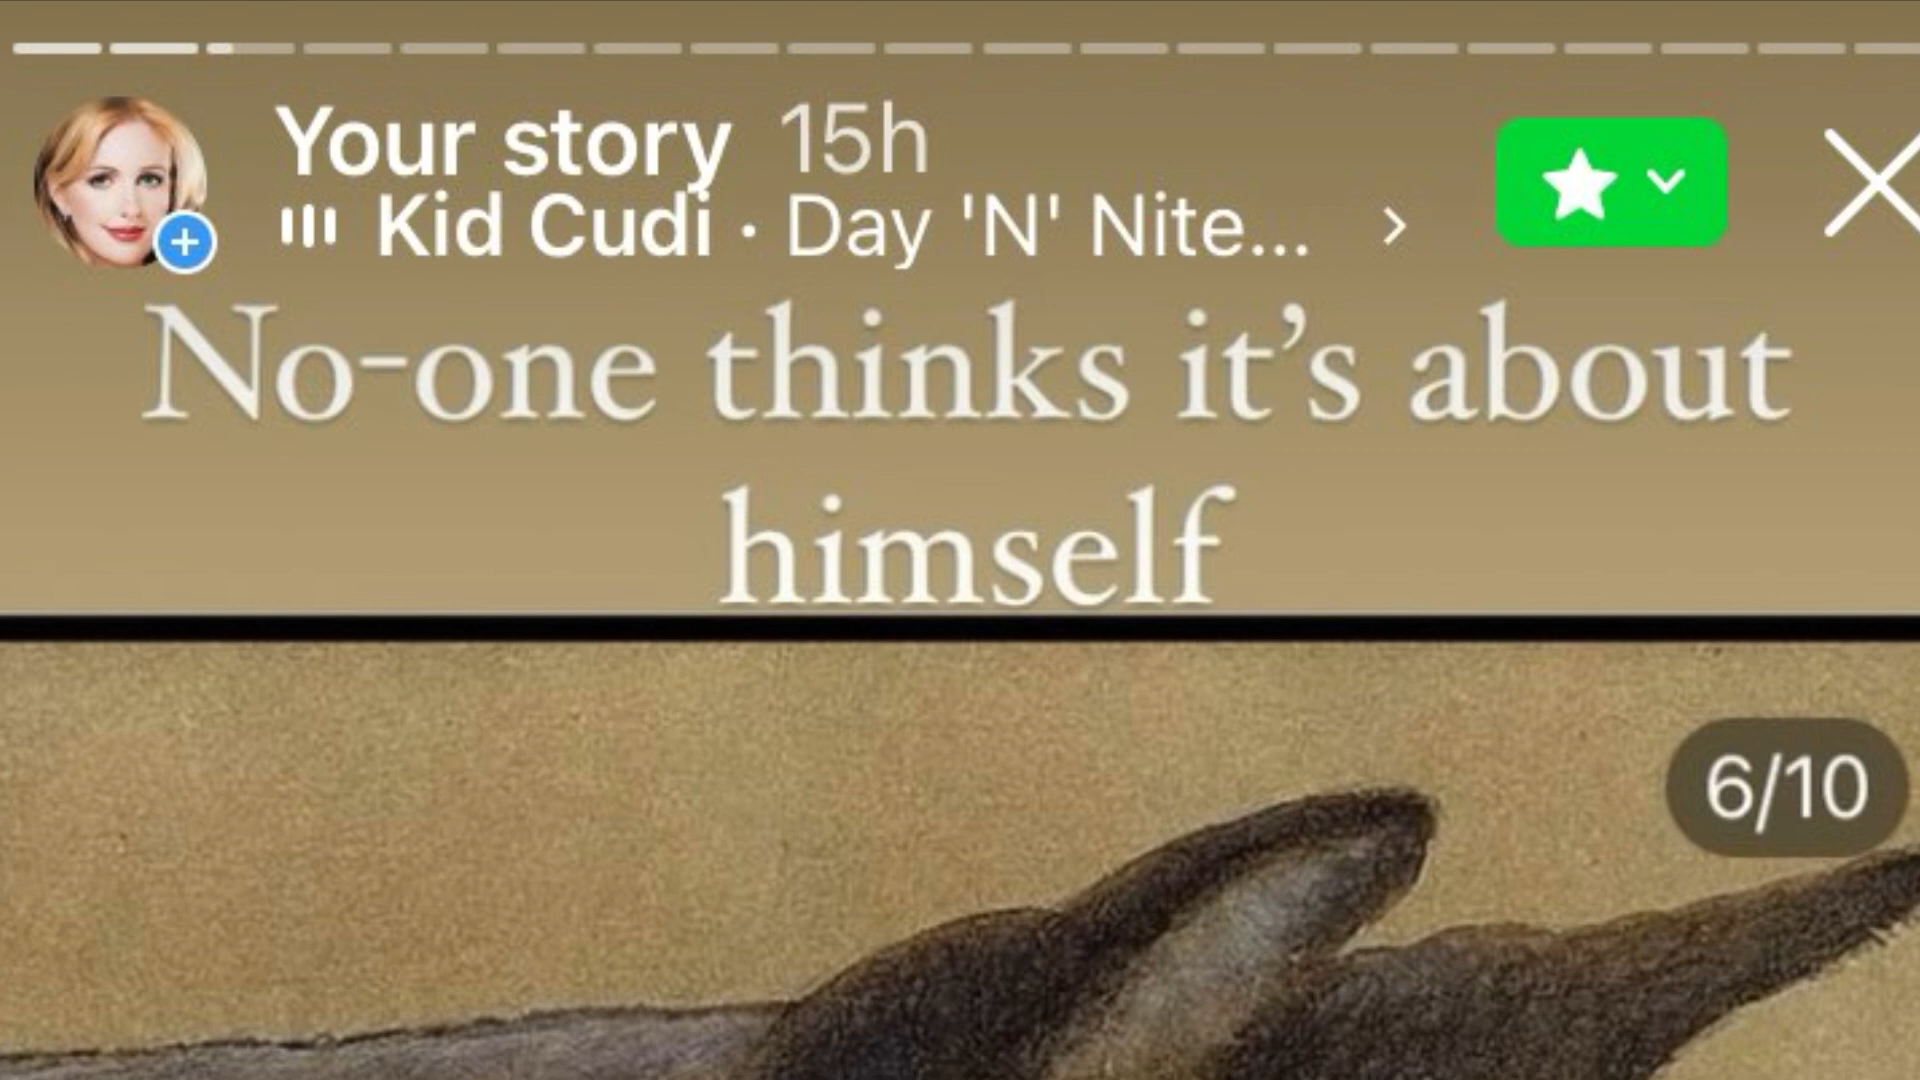 Your story 15h
Kid Cudi · Day 'N' Nite...
No-one thinks it’s about
himself
6/10